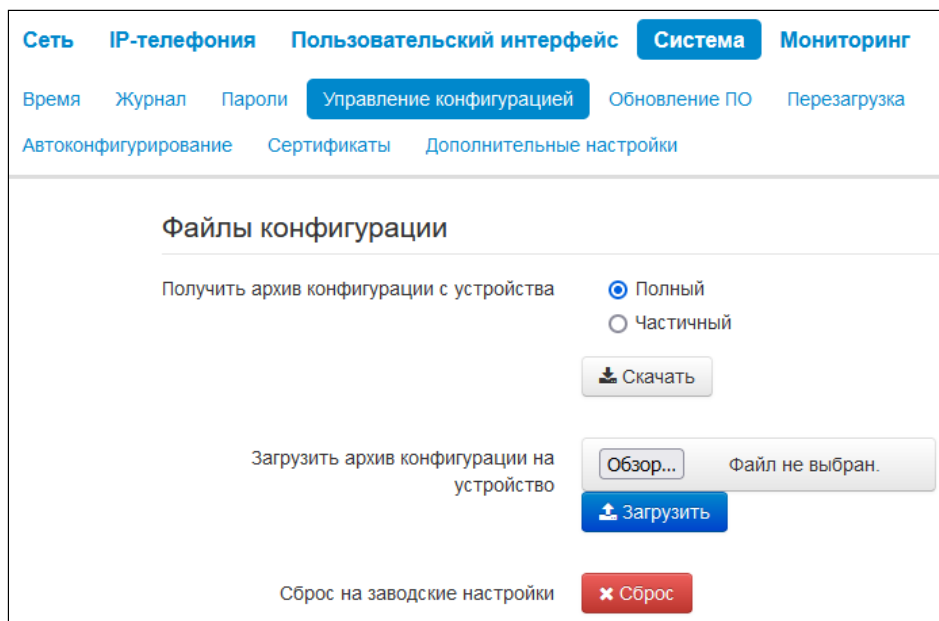 Сеть IP-телефония Пользовательский интерфейс Система Мониторинг
Время Журнал Пароли Управление конфигурацией Обновление ПО Перезагрузка
Автоконфигурирование Сертификаты Дополнительные настройки
Файлы конфигурации
Получить архив конфигурации с устройства Полный
Частичный
Скачать
Загрузить архив конфигурации на
устройство
Обзор... Файл не выбран.
Загрузить
Сброс на заводские настройки Сброс